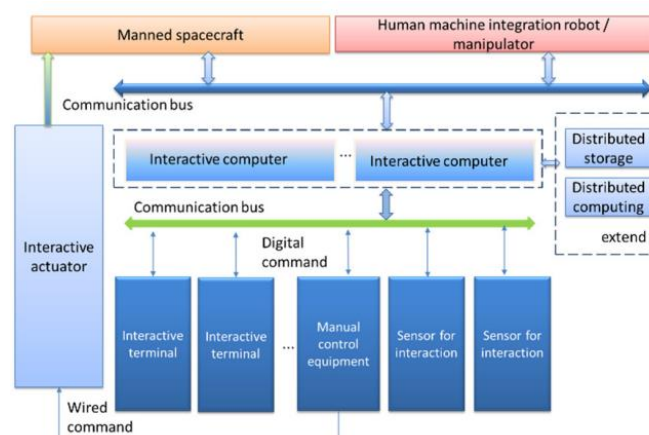 Manned spacecraft
Human machine integration robot /
manipulator
Communication bus
Interactive computer
...
Interactive computer
Distributed
storage
Distributed
computing
extend
Communication bus
Digital
command
Interactive
actuator
Interactive
terminal
Interactive
terminal
...
Manual
control
equipment
Sensor for
interaction
Sensor for
interaction
Wired
command